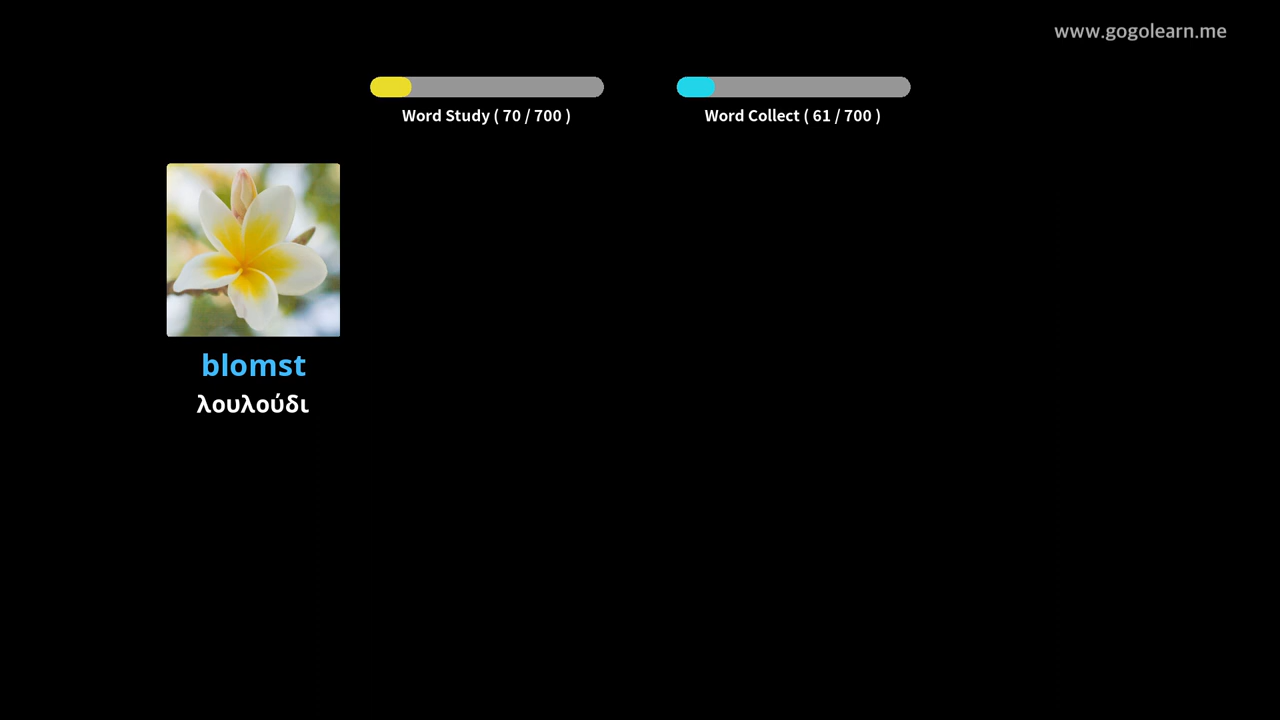 www.gogolearn.me
Word Study ( 70 / 700 )
Word Collect ( 61 / 700 )
blomst
λουλούδι